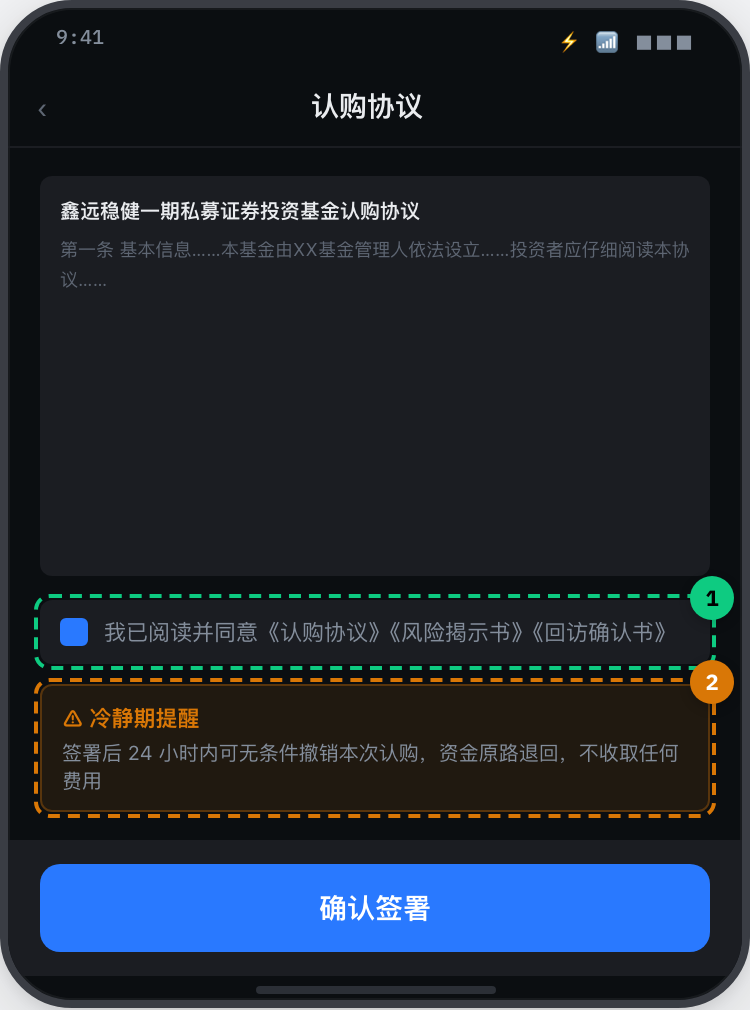 9:41
认购协议
鑫远稳健一期私募证券投资基金认购协议
第一条 基本信息……本基金由XX基金管理人依法设立……投资者应仔细阅读本协
议……
1
我已阅读并同意《认购协议》《风险揭示书》《回访确认书》
2
冷静期提醒
签署后 24 小时内可无条件撤销本次认购，资金原路退回，不收取任何
费用
确认签署